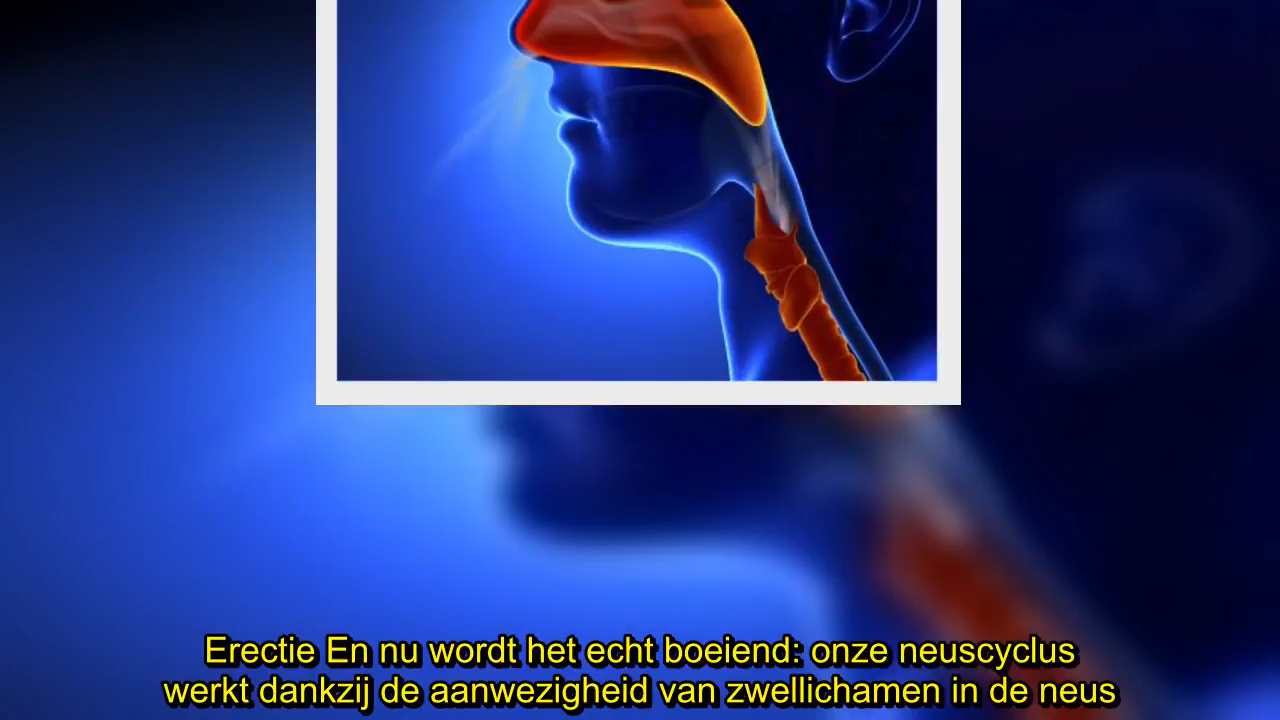 Erectie En nu wordt het echt boeiend: onze neuscyclus
werkt dankzij de aanwezigheid van zwellichamen in de neus